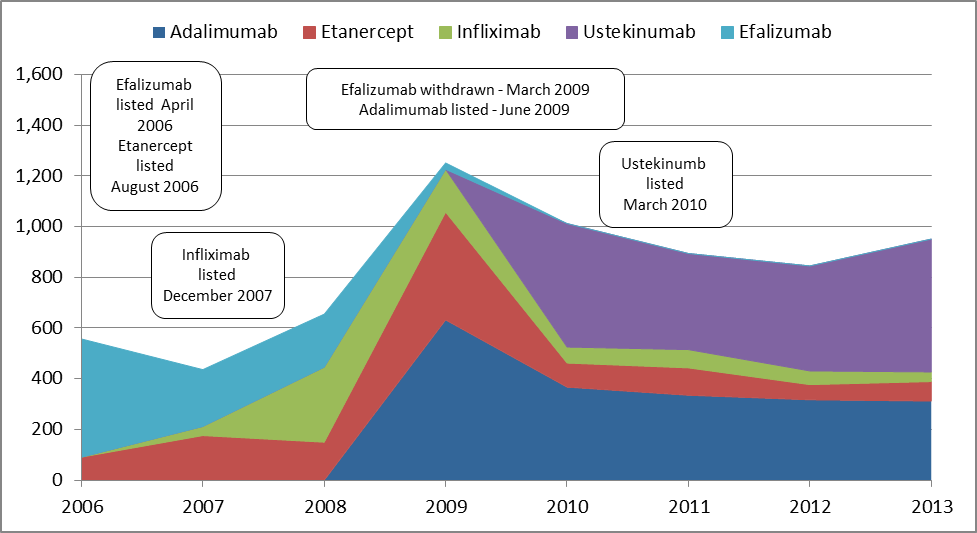 Adalimumab Etanercept Infliximab Ustekinumab Efalizumab
1,600
1,400
1,200
1,000
800
600
400
200
0
Efalizumab
listed April
2006
Etanercept
listed
August 2006
Infliximab
listed
December 2007
Efalizumab withdrawn - March 2009
Adalimumab listed - June 2009
Ustekinumb
listed
March 2010
2006 2007 2008 2009 2010 2011 2012 2013